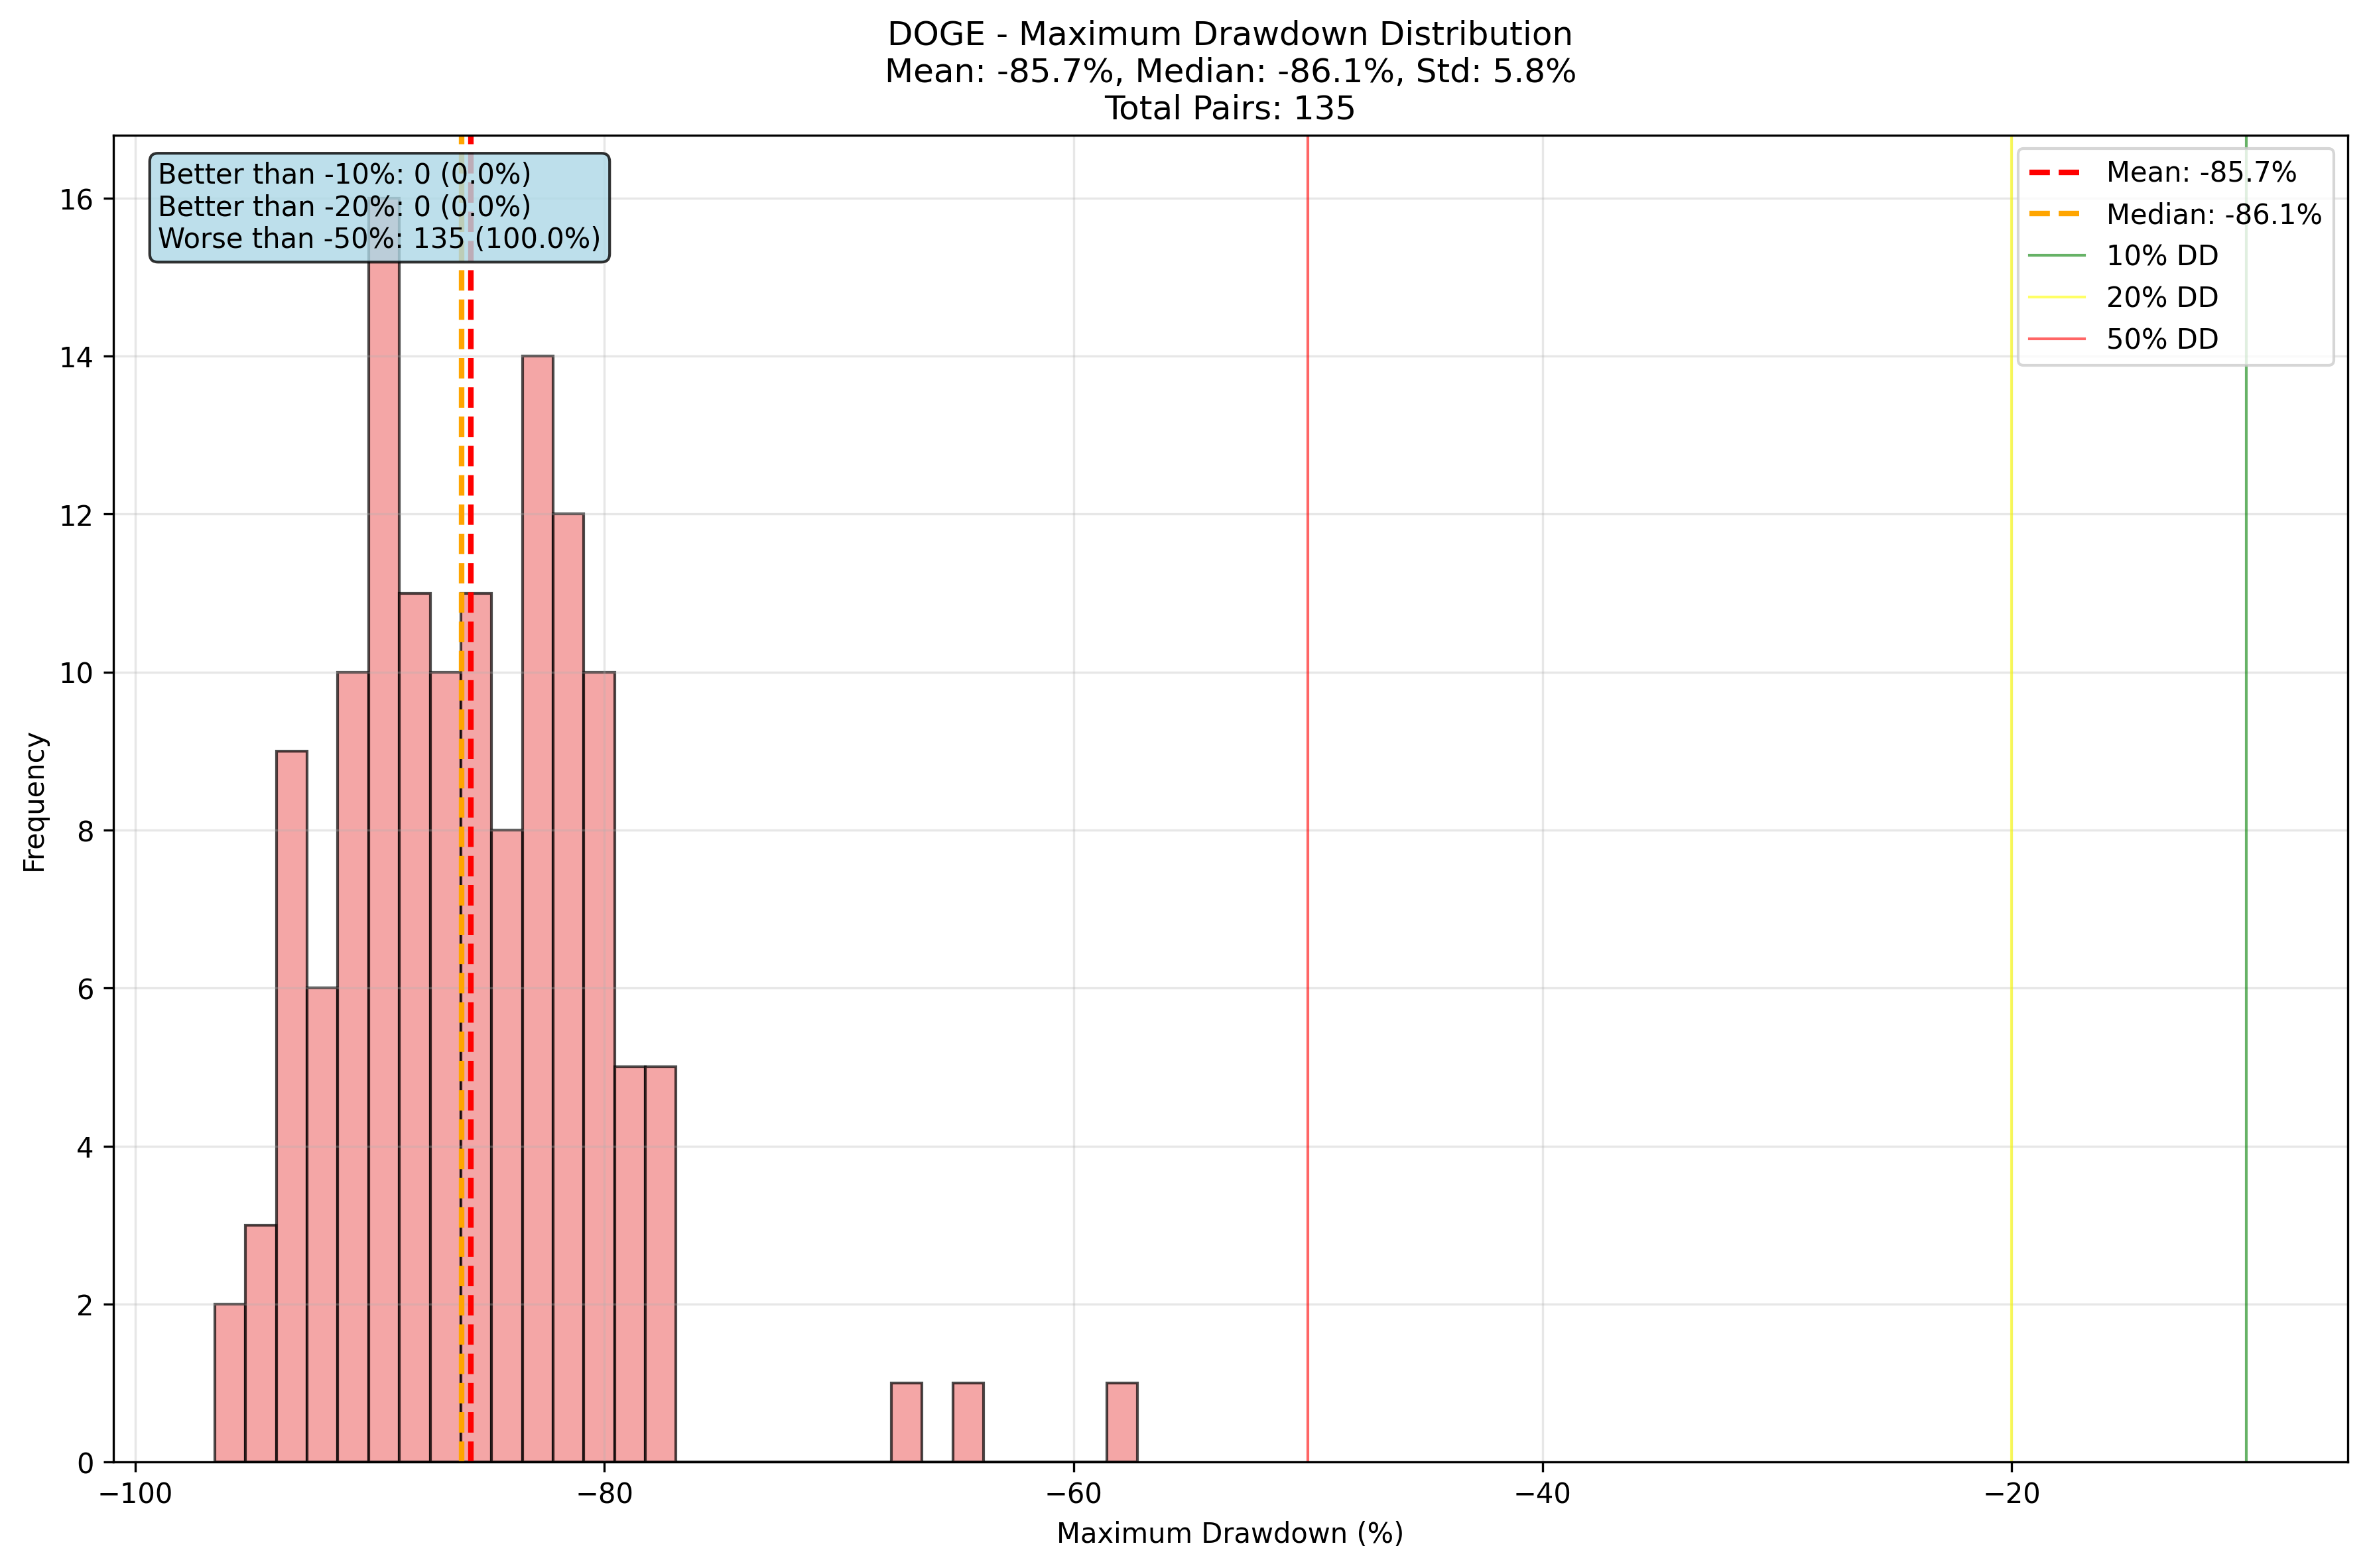 DOGE - Maximum Drawdown Distribution
Mean: -85.7%, Median: -86.1%, Std: 5.8%
Total Pairs: 135
Better than -10%: 0 (0.0%)
Better than -20%: 0 (0.0%)
Worse than -50%: 135 (100.0%)
Mean: -85.7%
Median: -86.1%
10% DD
20% DD
50% DD
Frequency
16
14
12
10
8
6
4
2
0
−100
−80
−60
−40
−20
Maximum Drawdown (%)